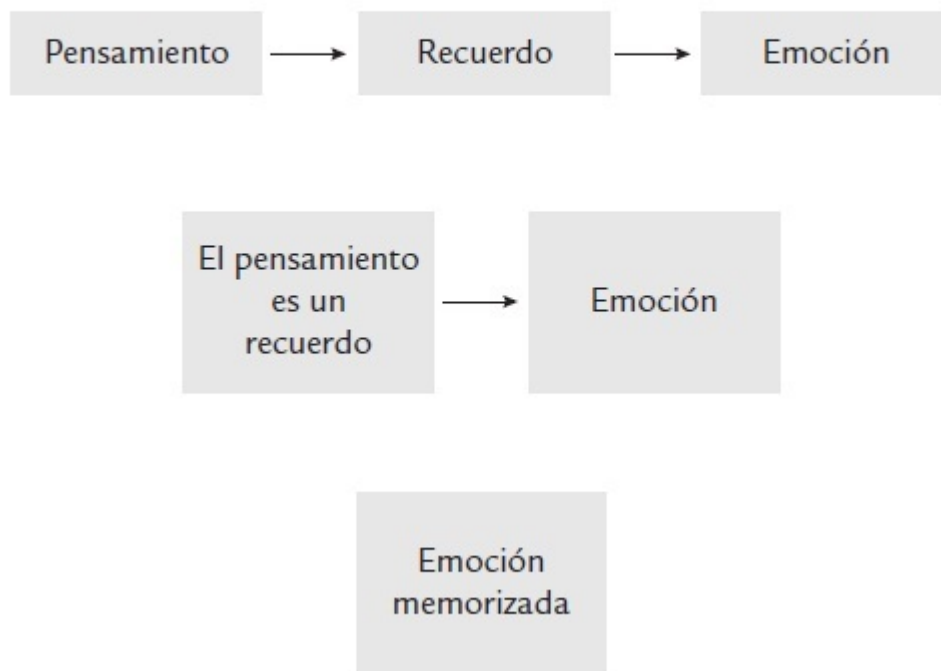 Pensamiento
Recuerdo
Emoción
El pensamiento
es un
recuerdo
Emoción
Emoción
memorizada